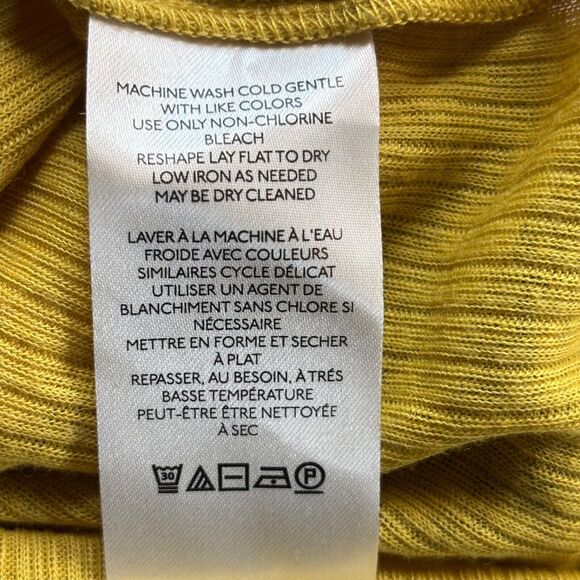 MACHINE WASH COLD GENTLE
WITH LIKE COLORS
USE ONLY NON-CHLORINE
BLEACH
RESHAPE LAY FLAT TO DRY
LOW IRON AS NEEDED
MAY BE DRY CLEANED
LAVER À LA MACHINE À L'EAU
FROIDE AVEC COULEURS
SIMILAIRES CYCLE DÉLICAT
UTILISER UN AGENT DE
BLANCHIMENT SANS CHLORE SI
NÉCESSAIRE
METTRE EN FORME ET SECHER
À PLAT
REPASSER, AU BESOIN, À TRÉS
BASSE TEMPÉRATURE
PEUT-ÊTRE ÊTRE NETTOYÉE
À SEC
30 P